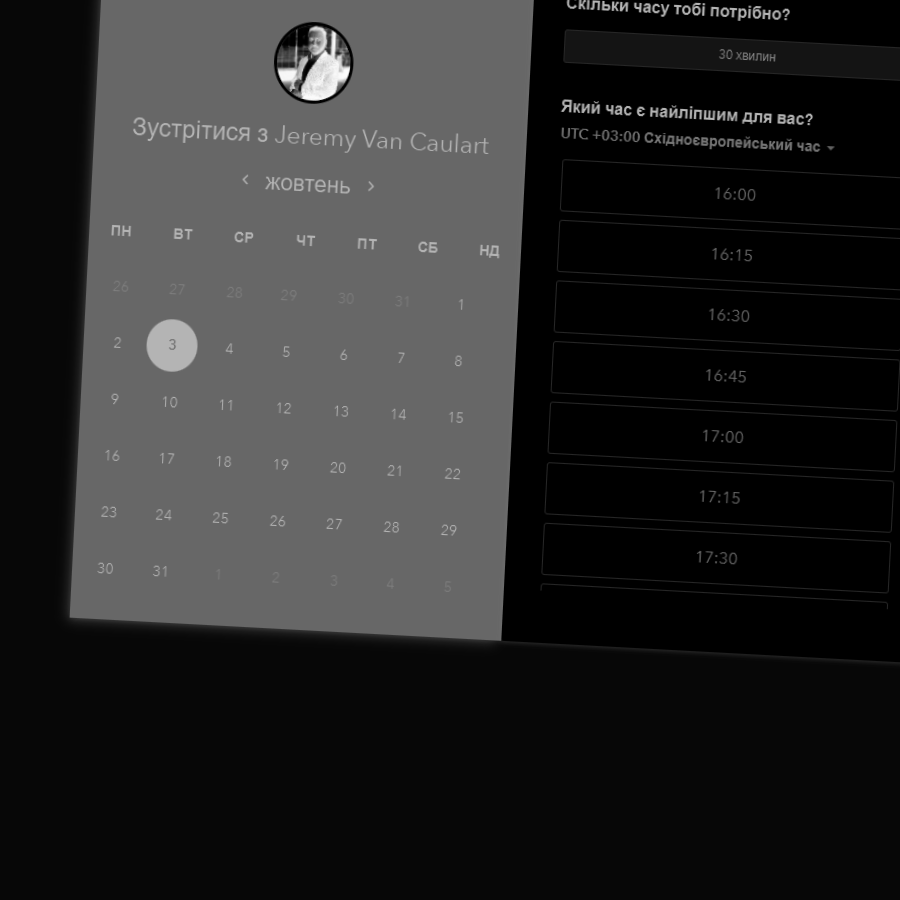 Зустрітися з Jeremy Van Caulart
жовтень
ПН ВТ СР ЧТ ПТ СБ НД
26 27 28 29 30 31 1
2 3 4 5 6 7 8
9 10 11 12 13 14 15
16 17 18 19 20 21 22
23 24 25 26 27 28 29
30 31 1 2 3 4 5
Скільки часу тобі потрібно?
30 хвилин
Який час є найліпшим для вас?
UTC +03:00 Східноєвропейський час
16:00
16:15
16:30
16:45
17:00
17:15
17:30